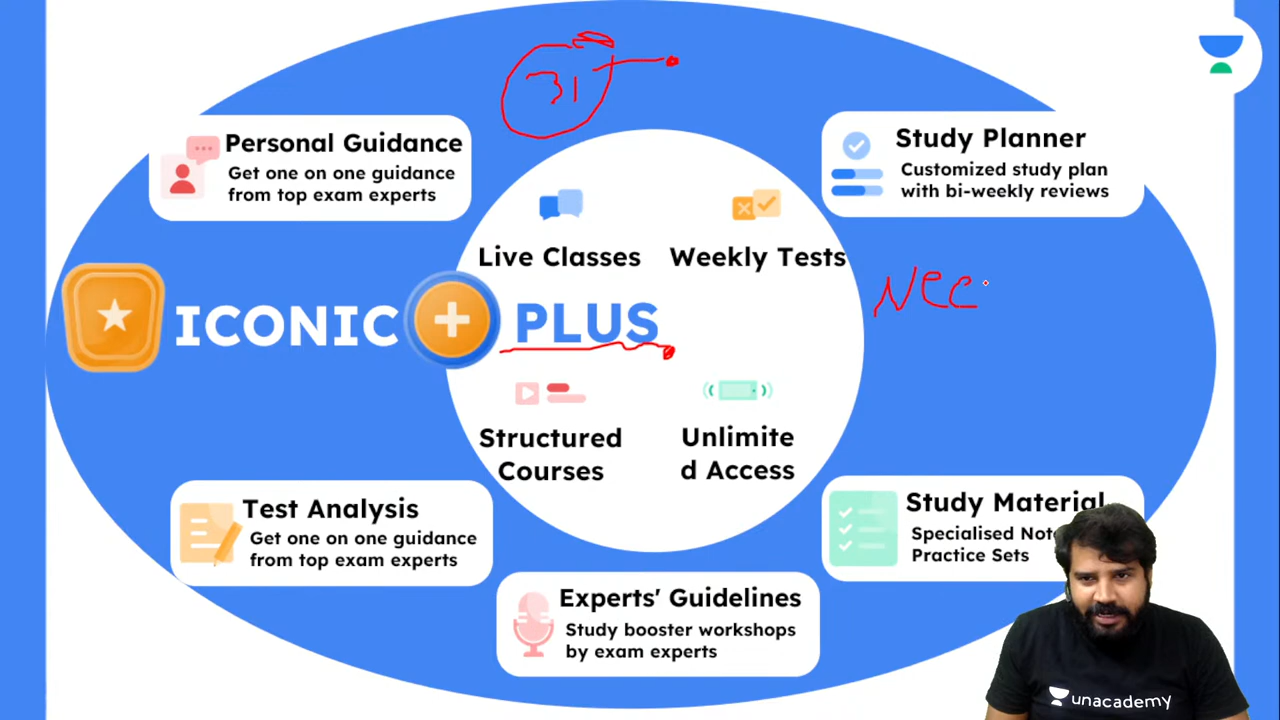 31
Personal Guidance
Get one on one guidance
from top exam experts
Study Planner
Customized study plan
with bi-weekly reviews
Live Classes
Weekly Tests
ICONIC
PLUS
Structured
Courses
Unlimite
d Access
Test Analysis
Get one on one guidance
from top exam experts
Study Material
Specialised
Practice Sets
Experts' Guidelines
Study booster workshops
by exam experts
unacademy